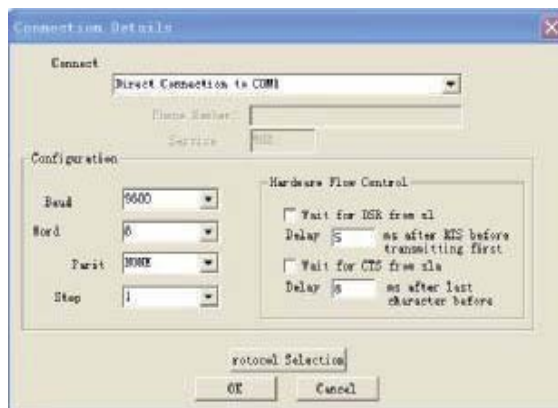 Connection Details
Connect
Direct Connection to COM1
Phone Number
Service
Configuration
Baud 9600
Word 8
Parit NONE
Stop 1
Hardware Flow Control
Wait for DSR from sl
Delay 5 ms after RTS before
transmitting first
Wait for CTS from sla
Delay ms after last
character before
rotocol Selection
OK
Cancel